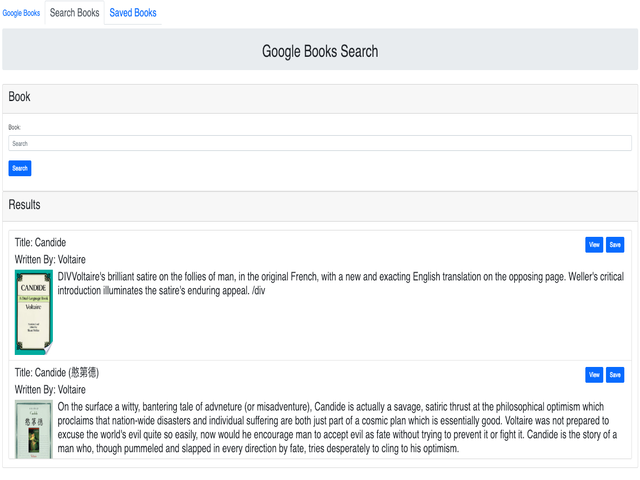 Google Books
Search Books
Saved Books
Google Books Search
Book
Book:
Search
Search
Results
Title: Candide
View
Save
Written By: Voltaire
CANDIDE
A Dual-Language Book
Voltaire
DIVVoltaire's brilliant satire on the follies of man, in the original French, with a new and exacting English translation on the opposing page. Weller's critical
introduction illuminates the satire's enduring appeal. /div
Title: Candide (憨第德)
View
Save
Written By: Voltaire
憨第德
On the surface a witty, bantering tale of advneture (or misadventure), Candide is actually a savage, satiric thrust at the philosophical optimism which
proclaims that nation-wide disasters and individual suffering are both just part of a cosmic plan which is essentially good. Voltaire was not prepared to
excuse the world's evil quite so easily, now would he encourage man to accept evil as fate without trying to prevent it or fight it. Candide is the story of a
man who, though pummeled and slapped in every direction by fate, tries desperately to cling to his optimism.